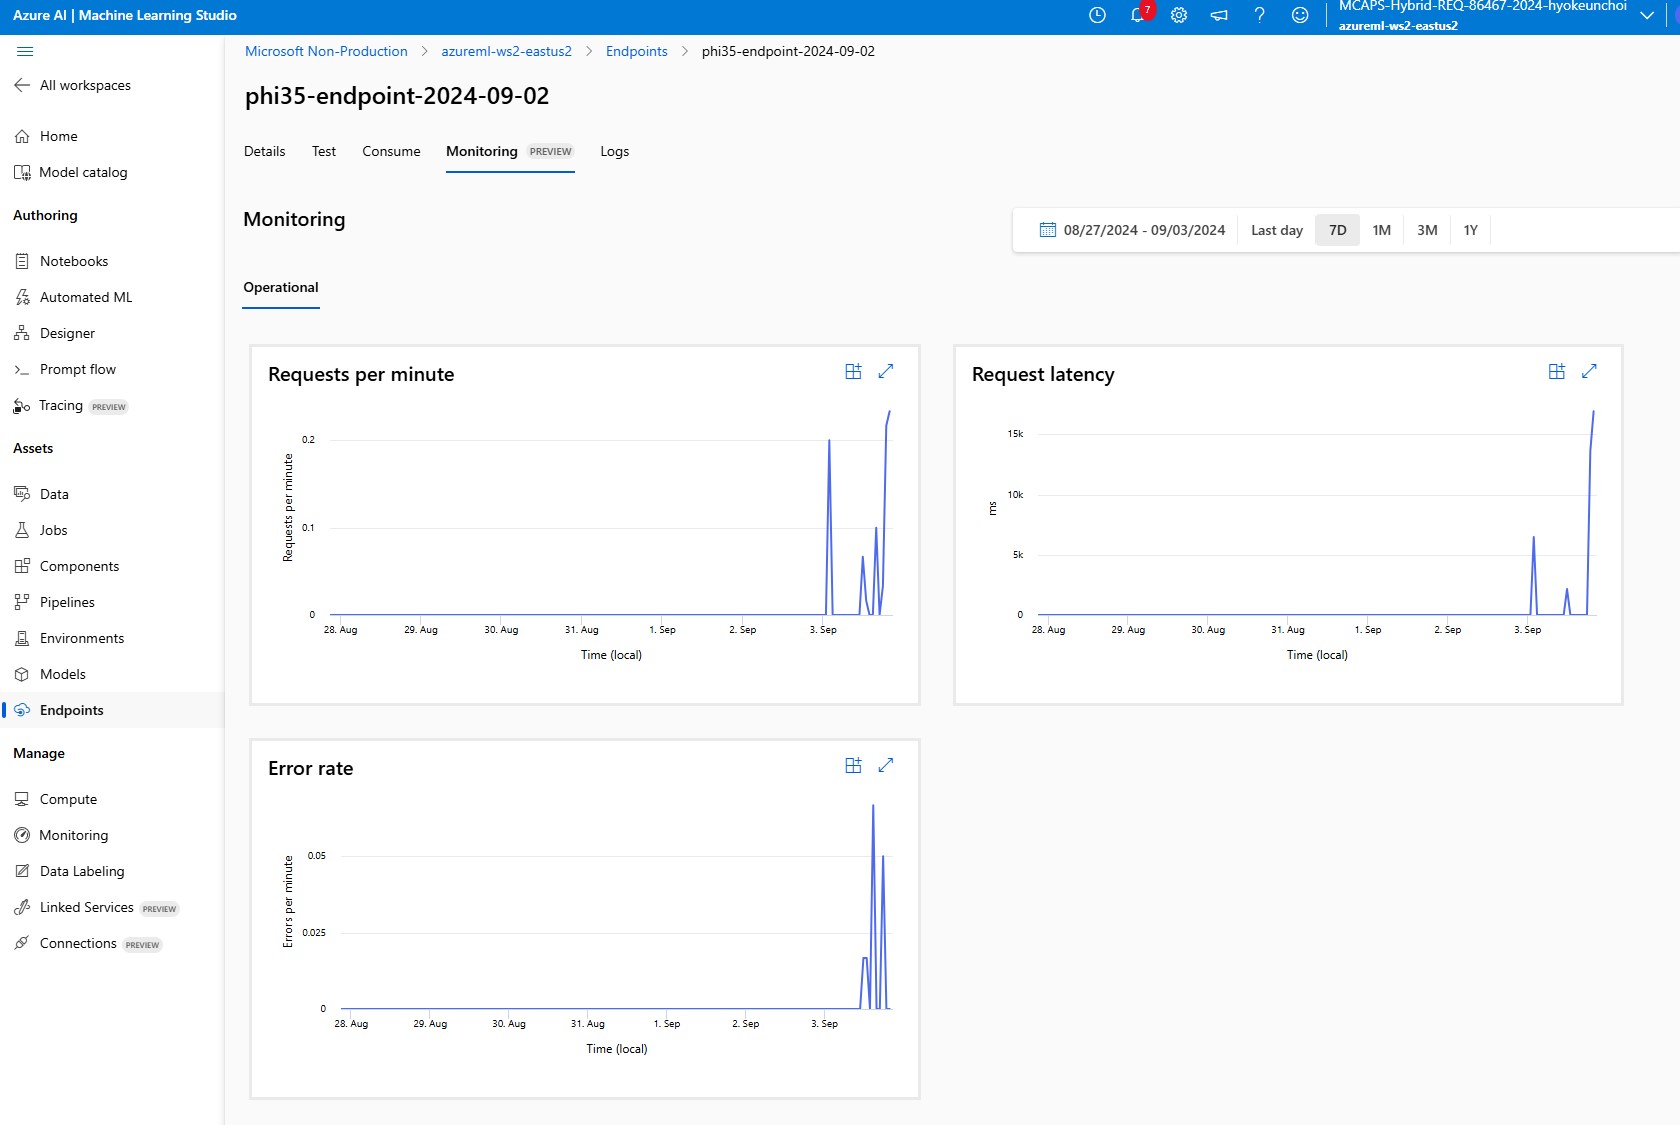 Azure AI | Machine Learning Studio
7
MCAPS-Hybrid-REQ-86467-2024-hyokeunchoi
azureml-ws2-eastus2
All workspaces
Home
Model catalog
Authoring
Notebooks
Automated ML
Designer
Prompt flow
Tracing PREVIEW
Assets
Data
Jobs
Components
Pipelines
Environments
Models
Endpoints
Manage
Compute
Monitoring
Data Labeling
Linked Services PREVIEW
Connections PREVIEW
Microsoft Non-Production > azureml-ws2-eastus2 > Endpoints > phi35-endpoint-2024-09-02
phi35-endpoint-2024-09-02
Details Test Consume Monitoring PREVIEW Logs
Monitoring
08/27/2024 - 09/03/2024 Last day 7D 1M 3M 1Y
Operational
Requests per minute
Requests per minute
0.2
0.1
0
28. Aug 29. Aug 30. Aug 31. Aug 1. Sep 2. Sep 3. Sep
Time (local)
Request latency
ms
15k
10k
5k
0
28. Aug 29. Aug 30. Aug 31. Aug 1. Sep 2. Sep 3. Sep
Time (local)
Error rate
Errors per minute
0.05
0.025
0
28. Aug 29. Aug 30. Aug 31. Aug 1. Sep 2. Sep 3. Sep
Time (local)